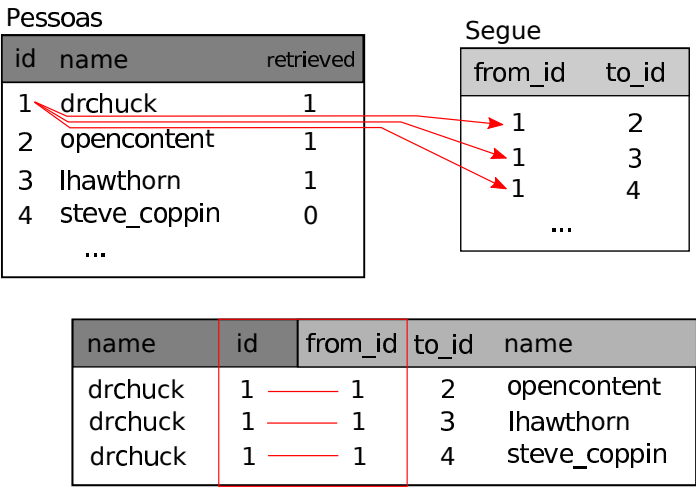 Pessoas
id name retrieved
1 drchuck 1
2 opencontent 1
3 lhawthorn 1
4 steve_coppin 0
...
Segue
from_id to_id
1 2
1 3
1 4
...
name id from_id to_id name
drchuck 1 1 2 opencontent
drchuck 1 1 3 lhawthorn
drchuck 1 1 4 steve_coppin